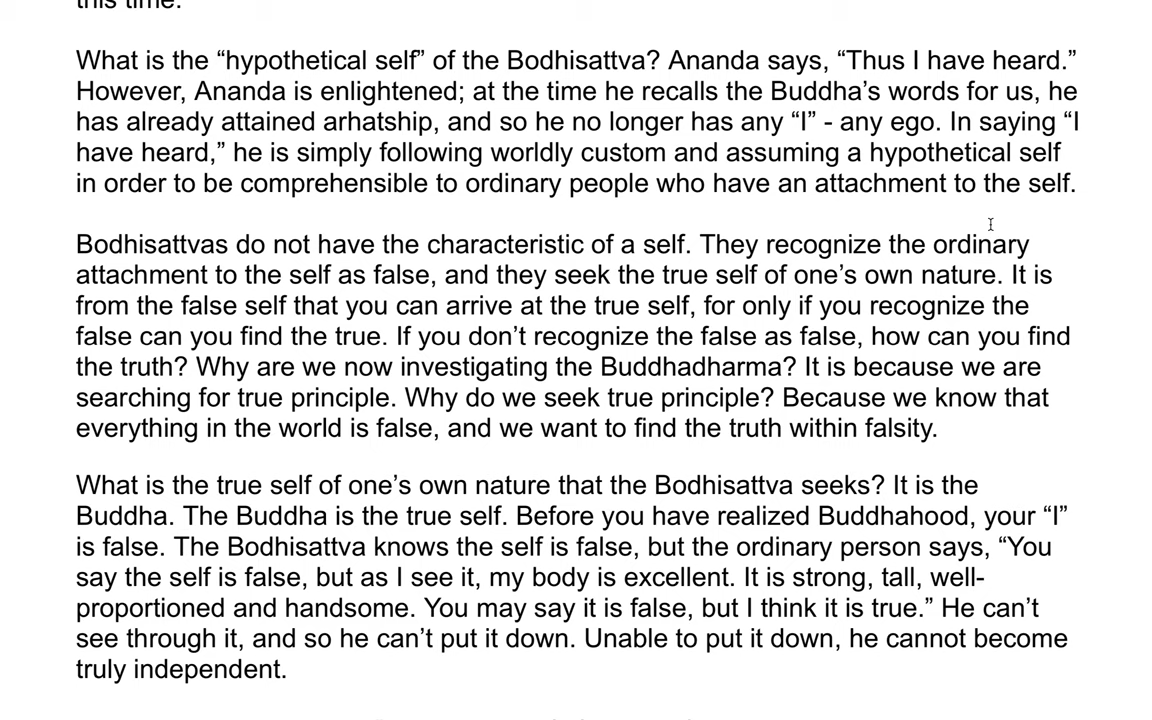 this time.
What is the “hypothetical self” of the Bodhisattva? Ananda says, “Thus I have heard.”
However, Ananda is enlightened; at the time he recalls the Buddha’s words for us, he
has already attained arhatship, and so he no longer has any “I” - any ego. In saying “I
have heard,” he is simply following worldly custom and assuming a hypothetical self
in order to be comprehensible to ordinary people who have an attachment to the self.
Bodhisattvas do not have the characteristic of a self. They recognize the ordinary
attachment to the self as false, and they seek the true self of one’s own nature. It is
from the false self that you can arrive at the true self, for only if you recognize the
false can you find the true. If you don’t recognize the false as false, how can you find
the truth? Why are we now investigating the Buddhadharma? It is because we are
searching for true principle. Why do we seek true principle? Because we know that
everything in the world is false, and we want to find the truth within falsity.
What is the true self of one’s own nature that the Bodhisattva seeks? It is the
Buddha. The Buddha is the true self. Before you have realized Buddhahood, your “I”
is false. The Bodhisattva knows the self is false, but the ordinary person says, “You
say the self is false, but as I see it, my body is excellent. It is strong, tall, well-
proportioned and handsome. You may say it is false, but I think it is true.” He can’t
see through it, and so he can’t put it down. Unable to put it down, he cannot become
truly independent.